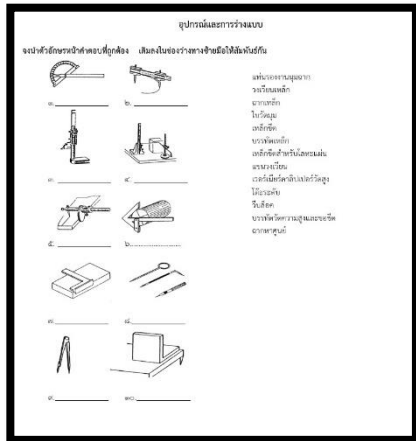 อุปกรณ์และการร่างแบบ
จงนำตัวอักษรหน้าคำตอบที่ถูกต้อง เติมลงในช่องว่างทางซ้ายมือให้สัมพันธ์กัน
แท่นรองงานมุมฉาก
วงเวียนเหล็ก
ฉากเหล็ก
ใบวัดมุม
เหล็กขีด
บรรทัดเหล็ก
เหล็กขีดสำหรับโลหะแผ่น
แขนวงเวียน
เวอร์เนียร์คาลิปเปอร์วัดสูง
โต๊ะระดับ
วีบล็อค
บรรทัดวัดความสูงและขอขีด
ฉากหาศูนย์
๑.
๒.
๓.
๔.
๕.
๖.
๗.
๘.
๙.
๑๐.